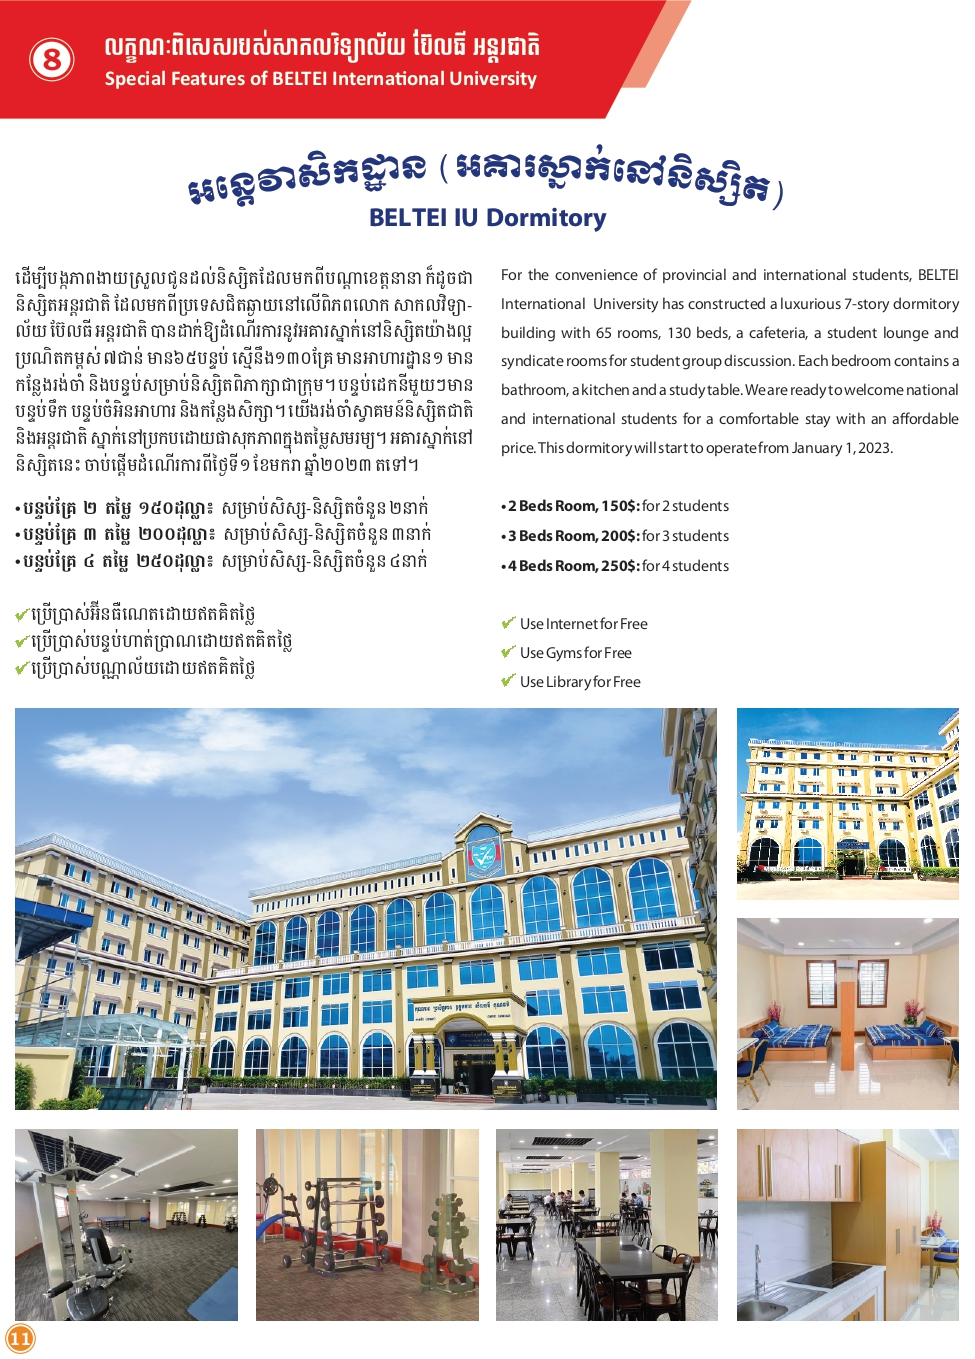 8
លក្ខណៈពិសេសរបស់សាកលវិទ្យាល័យ ប៊ែលធី អន្តរជាតិ
Special Features of BELTEI International University
អន្តេវាសិកដ្ឋាន (អគារស្នាក់នៅនិស្សិត)
BELTEI IU Dormitory
ដើម្បីបង្កភាពងាយស្រួលជូនដល់និស្សិតដែលមកពីបណ្តាខេត្តនានា ក៏ដូចជា
និស្សិតអន្តរជាតិ ដែលមកពីប្រទេសជិតឆ្ងាយនៅលើពិភពលោក សាកលវិទ្យា-
ល័យ ប៊ែលធី អន្តរជាតិ បានដាក់ឱ្យដំណើរការនូវអគារស្នាក់នៅនិស្សិតយ៉ាងល្អ
ប្រណិតកម្ពស់ ៧ជាន់ មាន៦៥បន្ទប់ ស្មើនឹង១៣០គ្រែ មានអាហារដ្ឋាន១ មាន
កន្លែងរង់ចាំ និងបន្ទប់សម្រាប់និស្សិតពិភាក្សាជាក្រុម។ បន្ទប់ដេកនីមួយៗមាន
បន្ទប់ទឹក បន្ទប់ចំអិនអាហារ និងកន្លែងសិក្សា។ យើងរង់ចាំស្វាគមន៍និស្សិតជាតិ
និងអន្តរជាតិ ស្នាក់នៅប្រកបដោយផាសុកភាពក្នុងតម្លៃសមរម្យ។ អគារស្នាក់នៅ
និស្សិតនេះ ចាប់ផ្តើមដំណើរការពីថ្ងៃទី១ ខែមករា ឆ្នាំ២០២៣ តទៅ។
• បន្ទប់គ្រែ ២ តម្លៃ ១៥០ដុល្លា៖ សម្រាប់សិស្ស-និស្សិតចំនួន ២នាក់
• បន្ទប់គ្រែ ៣ តម្លៃ ២០០ដុល្លា៖ សម្រាប់សិស្ស-និស្សិតចំនួន ៣នាក់
• បន្ទប់គ្រែ ៤ តម្លៃ ២៥០ដុល្លា៖ សម្រាប់សិស្ស-និស្សិតចំនួន ៤នាក់
ប្រើប្រាស់អ៊ីនធឺណេតដោយឥតគិតថ្លៃ
ប្រើប្រាស់បន្ទប់ហាត់ប្រាណដោយឥតគិតថ្លៃ
ប្រើប្រាស់បណ្ណាល័យដោយឥតគិតថ្លៃ
For the convenience of provincial and international students, BELTEI
International University has constructed a luxurious 7-story dormitory
building with 65 rooms, 130 beds, a cafeteria, a student lounge and
syndicate rooms for student group discussion. Each bedroom contains a
bathroom, a kitchen and a study table. We are ready to welcome national
and international students for a comfortable stay with an affordable
price. This dormitory will start to operate from January 1, 2023.
• 2 Beds Room, 150$: for 2 students
• 3 Beds Room, 200$: for 3 students
• 4 Beds Room, 250$: for 4 students
Use Internet for Free
Use Gyms for Free
Use Library for Free
11